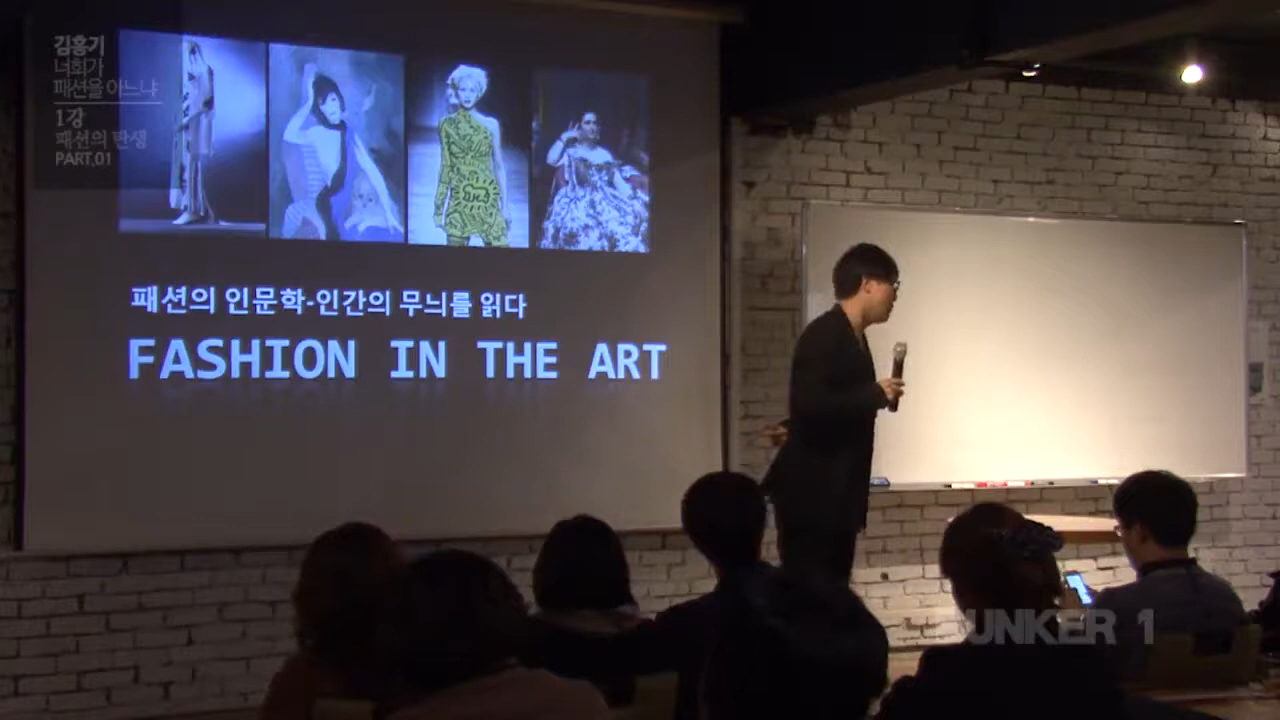 김홍기
너희가
패션을 아느냐
1강
패션의 탄생
PART.01
패션의 인문학-인간의 무늬를 읽다
FASHION IN THE ART
BUNKER 1